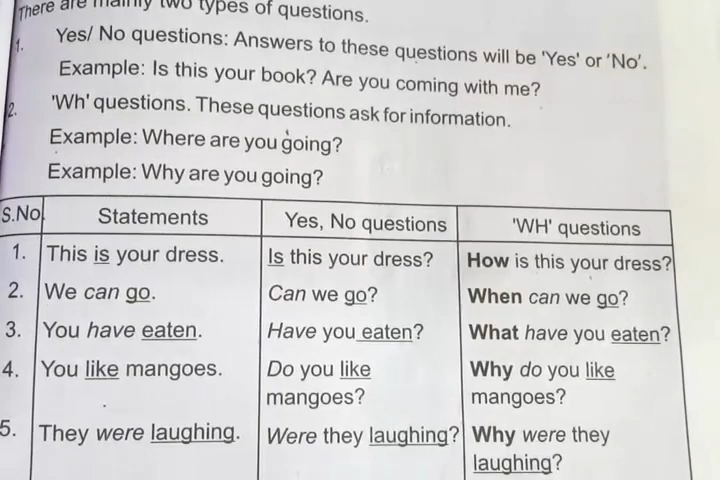 There are mainly two types of questions.
1. Yes/ No questions: Answers to these questions will be 'Yes' or 'No'.
Example: Is this your book? Are you coming with me?
2. 'Wh' questions. These questions ask for information.
Example: Where are you going?
Example: Why are you going?
S.No Statements Yes, No questions 'WH' questions
1. This is your dress. Is this your dress? How is this your dress?
2. We can go. Can we go? When can we go?
3. You have eaten. Have you eaten? What have you eaten?
4. You like mangoes. Do you like Why do you like
mangoes? mangoes?
5. They were laughing. Were they laughing? Why were they
laughing?